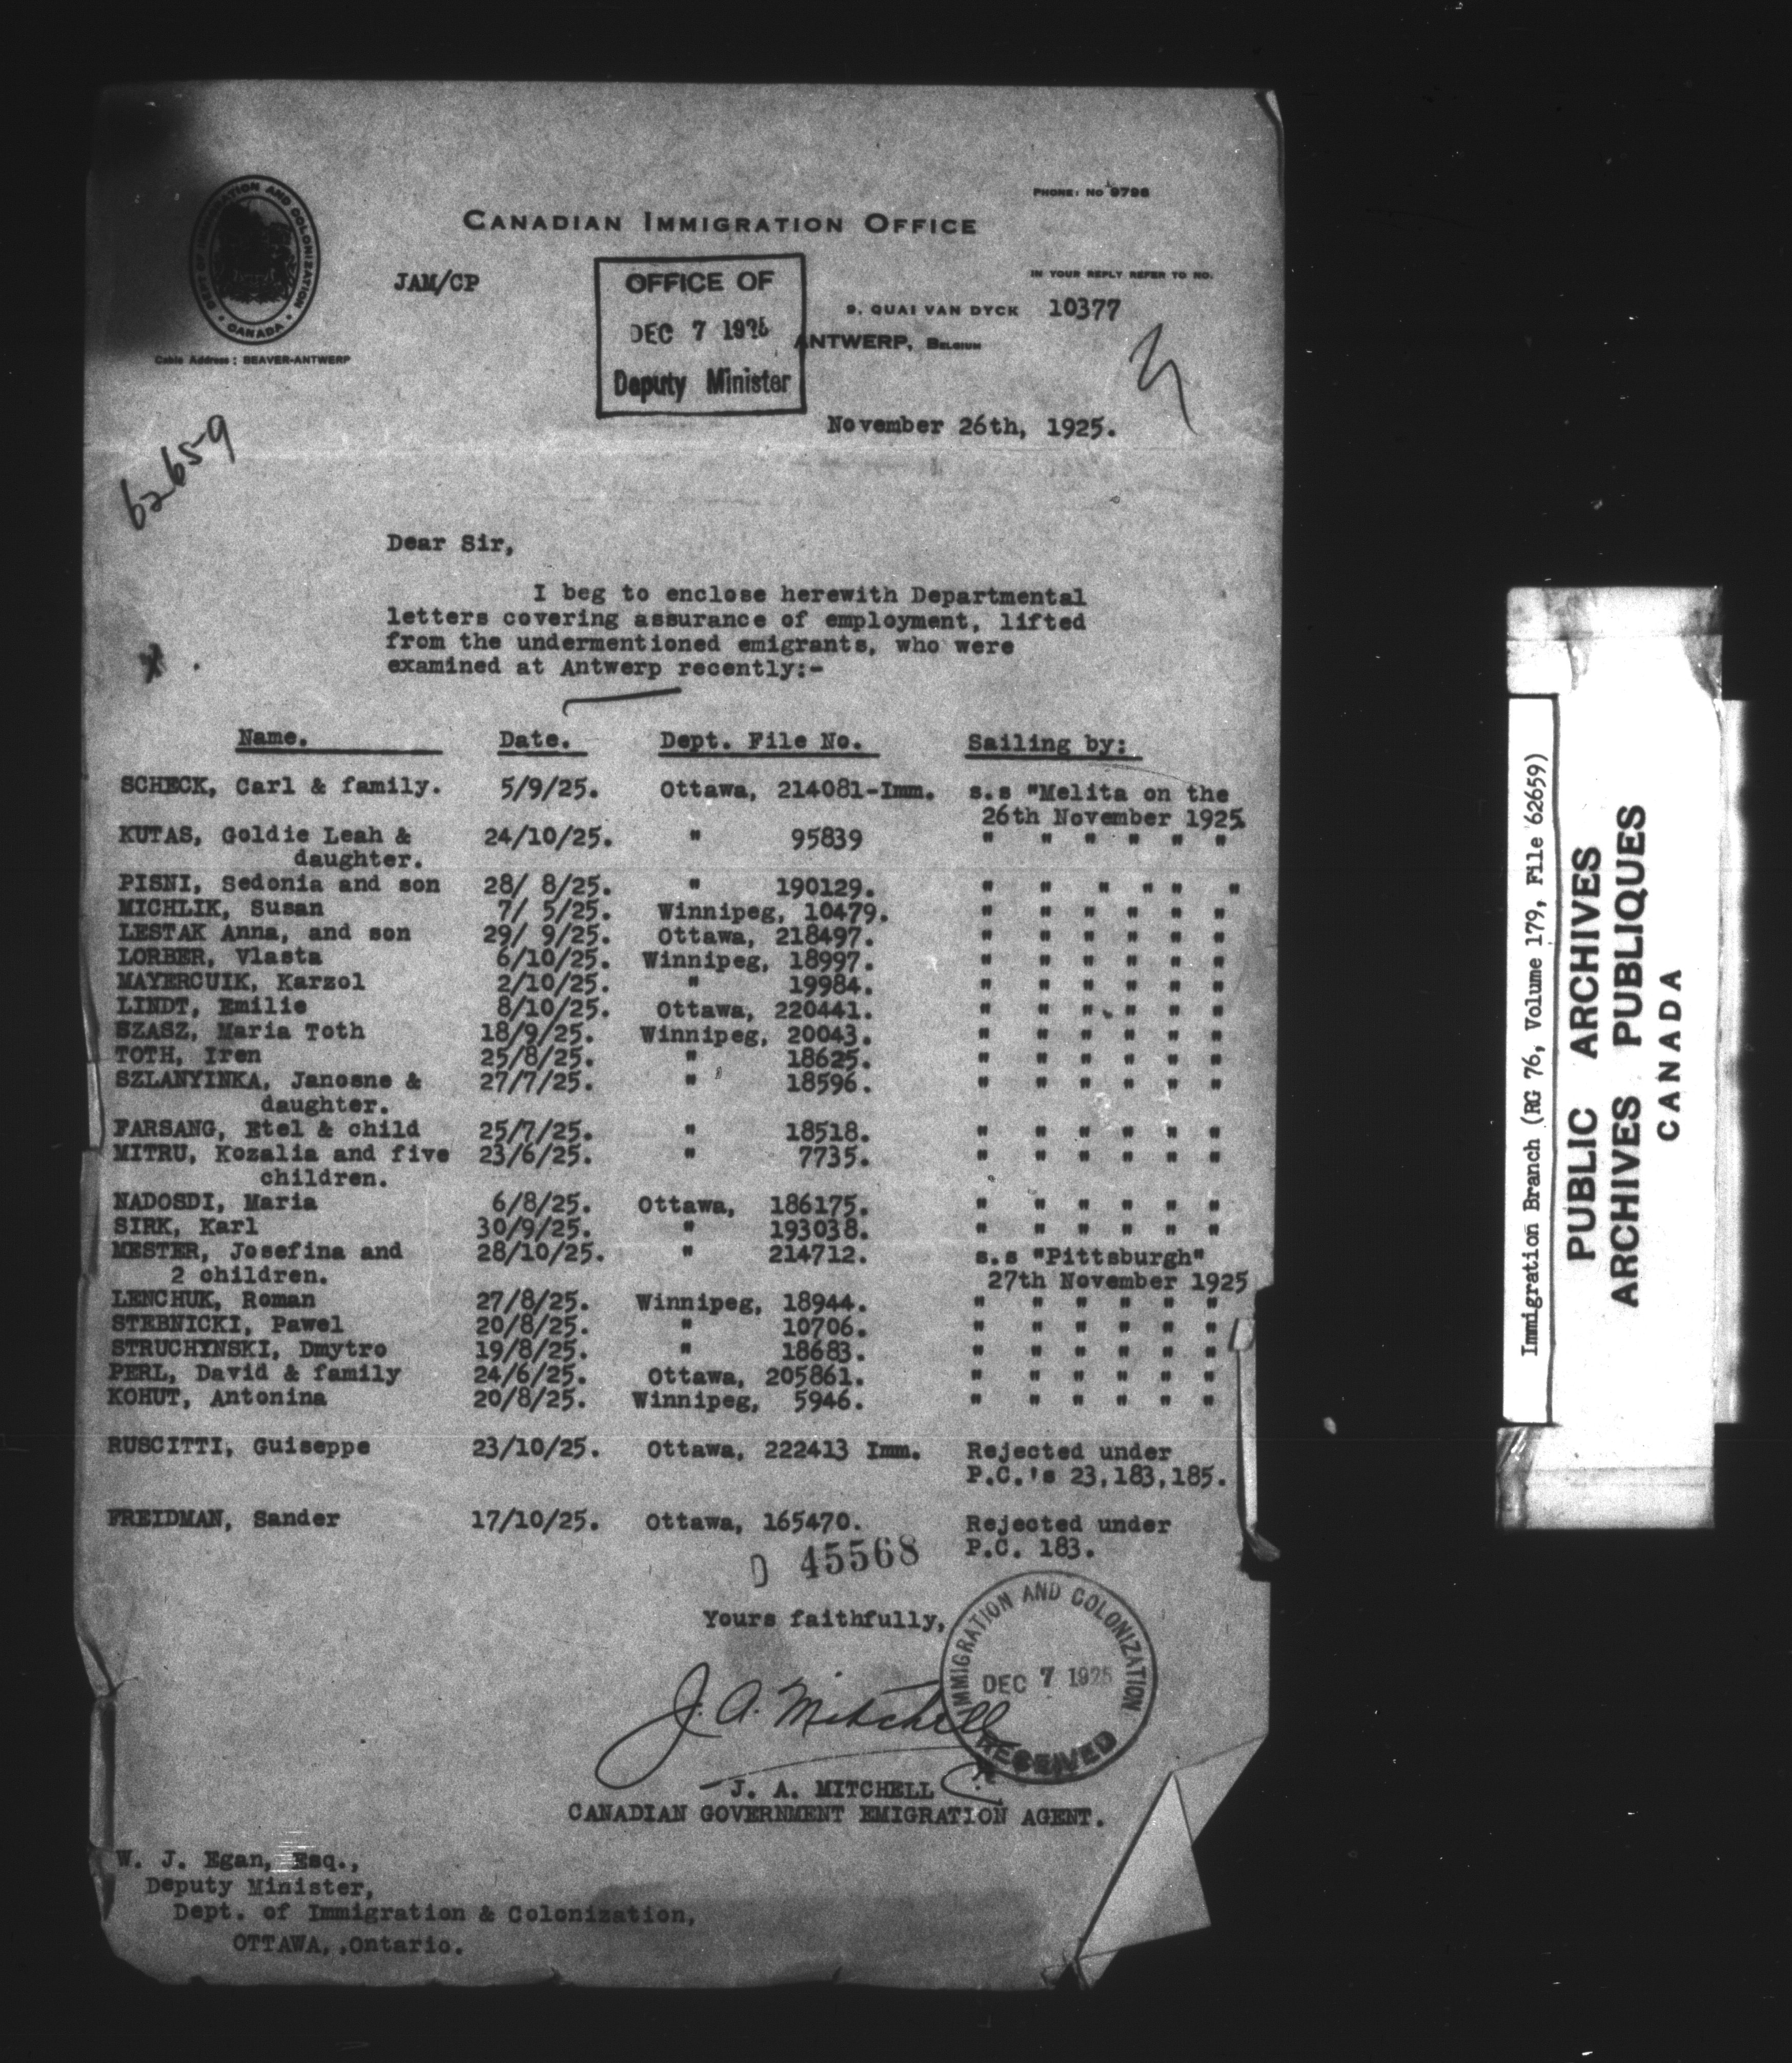 PHONE: No 9796
CANADIAN IMMIGRATION OFFICE
DEPT OF IMMIGRATION AND COLONIZATION
CANADA
JAM/CP
IN YOUR REPLY REFER TO NO.
OFFICE OF
DEC 7 1925
Deputy Minister
9. QUAI VAN DYCK 10377
ANTWERP, BELGIUM
Cable Address: BEAVER-ANTWERP
November 26th, 1925.
62659
Dear Sir,
I beg to enclose herewith Departmental
letters covering assurance of employment, lifted
from the undermentioned emigrants, who were
examined at Antwerp recently:-
Name. Date. Dept. File No. Sailing by:
SCHECK, Carl & family. 5/9/25. Ottawa, 214081-Imm. s.s "Melita on the
26th November 1925
KUTAS, Goldie Leah & 24/10/25. " 95839 " " " " " "
daughter.
PISNI, Sedonia and son 28/ 8/25. " 190129. " " " " " "
MICHLIK, Susan 7/ 5/25. Winnipeg, 10479. " " " " " "
LESTAK Anna, and son 29/ 9/25. Ottawa, 218497. " " " " " "
LORBER, Vlasta 6/10/25. Winnipeg, 18997. " " " " " "
MAYERCUIK, Karzol 2/10/25. " 19984. " " " " " "
LINDT, Emilie 8/10/25. Ottawa, 220441. " " " " " "
SZASZ, Maria Toth 18/9/25. Winnipeg, 20043. " " " " " "
TOTH, Iren 25/8/25. " 18625. " " " " " "
SZLANYINKA, Janosne & 27/7/25. " 18596. " " " " " "
daughter.
FARSANG, Etel & child 25/7/25. " 18518. " " " " " "
MITRU, Kozalia and five 23/6/25. " 7735. " " " " " "
children.
NADOSDI, Maria 6/8/25. Ottawa, 186175. " " " " " "
SIRK, Karl 30/9/25. " 193038. " " " " " "
MESTER, Josefina and 28/10/25. " 214712. s.s "Pittsburgh"
2 children. 27th November 1925
LENCHUK, Roman 27/8/25. Winnipeg, 18944. " " " " " "
STEBNICKI, Pawel 20/8/25. " 10706. " " " " " "
STRUCHYNSKI, Dmytro 19/8/25. " 18683. " " " " " "
PERL, David & family 24/6/25. Ottawa, 205861. " " " " " "
KOHUT, Antonina 20/8/25. Winnipeg, 5946. " " " " " "
RUSCITTI, Guiseppe 23/10/25. Ottawa, 222413 Imm. Rejected under
P.C.'s 23,183,185.
FREIDMAN, Sander 17/10/25. Ottawa, 165470. Rejected under
P.C. 183.
D 45568
Yours faithfully,
IMMIGRATION AND COLONIZATION
DEC 7 1925
RECEIVED
J. A. Mitchell
J. A. MITCHELL
CANADIAN GOVERNMENT EMIGRATION AGENT.
W. J. Egan, Esq.,
Deputy Minister,
Dept. of Immigration & Colonization,
OTTAWA, .Ontario.
Immigration Branch (RG 76, Volume 179, File 62659)
PUBLIC ARCHIVES
ARCHIVES PUBLIQUES
CANADA